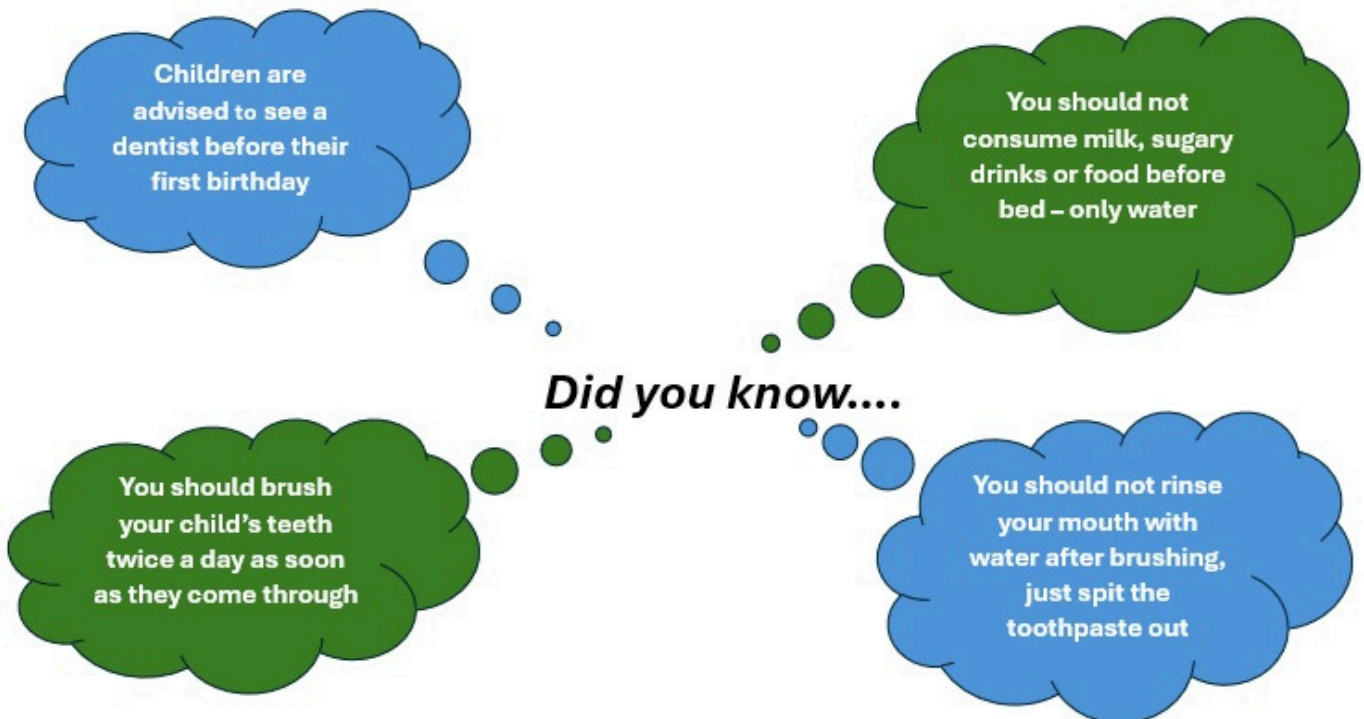 Children are
advised to see a
dentist before their
first birthday
You should not
consume milk, sugary
drinks or food before
bed – only water
Did you know....
You should brush
your child's teeth
twice a day as soon
as they come through
You should not rinse
your mouth with
water after brushing,
just spit the
toothpaste out